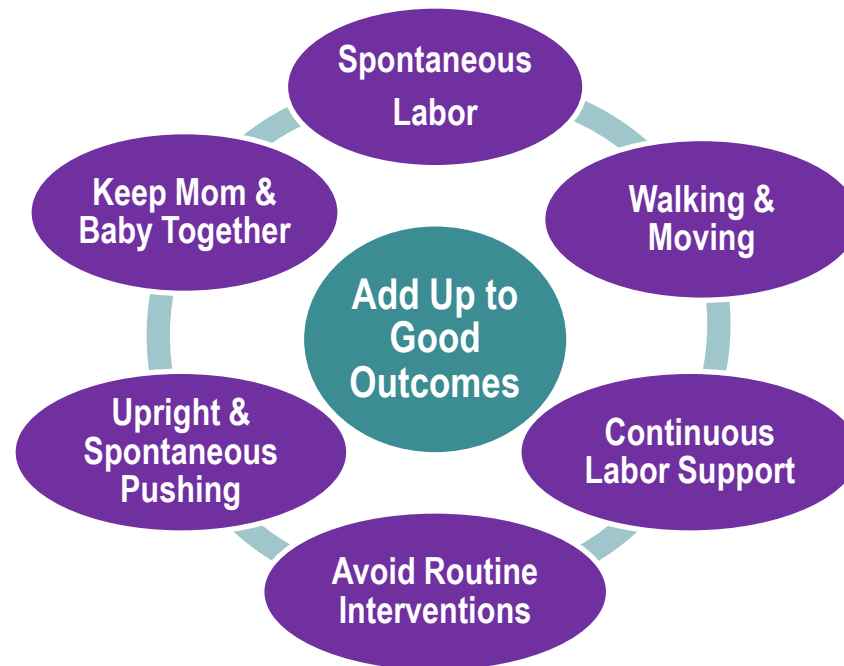 Spontaneous
Labor
Walking &
Moving
Continuous
Labor Support
Avoid Routine
Interventions
Upright &
Spontaneous
Pushing
Keep Mom &
Baby Together
Add Up to
Good
Outcomes